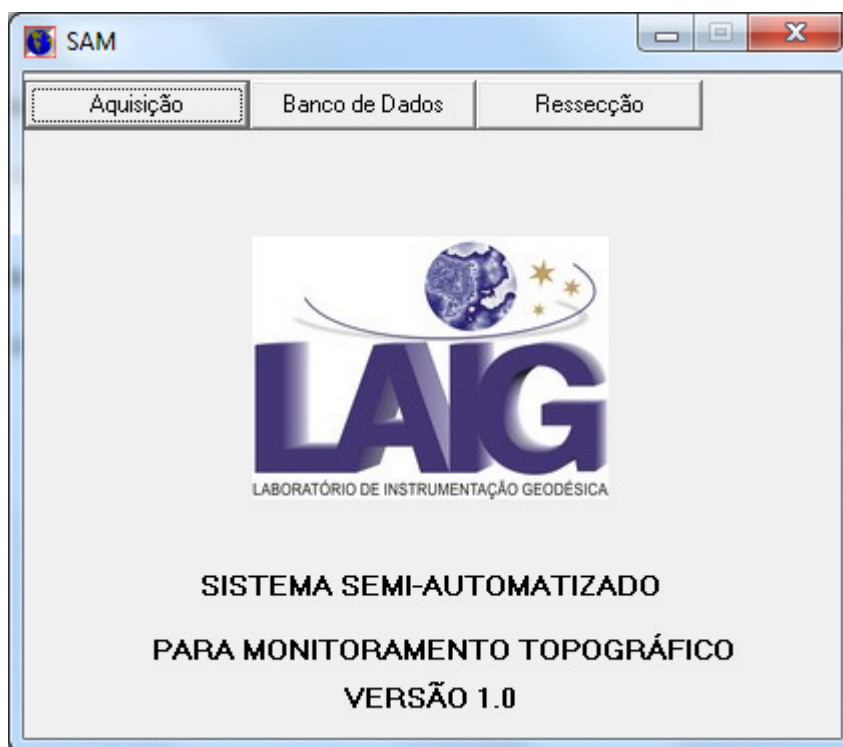 SAM
Aquisição
Banco de Dados
Ressecção
LAIG
LABORATÓRIO DE INSTRUMENTAÇÃO GEODÉSICA
SISTEMA SEMI-AUTOMATIZADO
PARA MONITORAMENTO TOPOGRÁFICO
VERSÃO 1.0